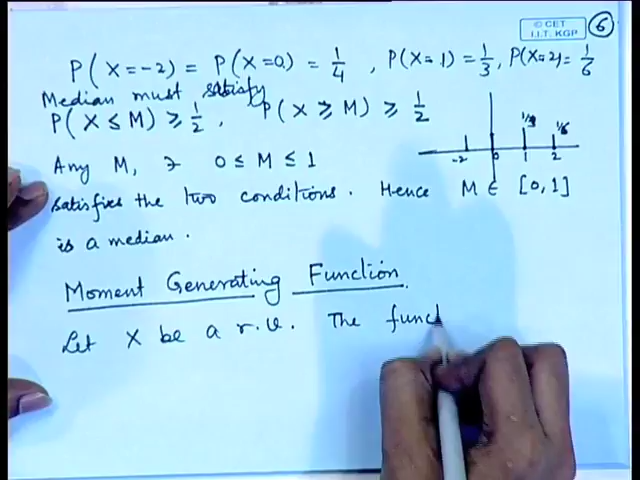 © CET
I.I.T. KGP
6
P(X=-2) = P(X=0) = 1/4 , P(X=1) = 1/3 , P(X=2) = 1/6
Median must satisfy
P(X ≤ M) ≥ 1/2 , P(X ≥ M) ≥ 1/2
1/3 1/6
-2 0 1 2
Any M, ∋ 0 ≤ M ≤ 1
satisfies the two conditions. Hence M ∈ [0,1]
is a median.
Moment Generating Function.
Let X be a r.v. The func